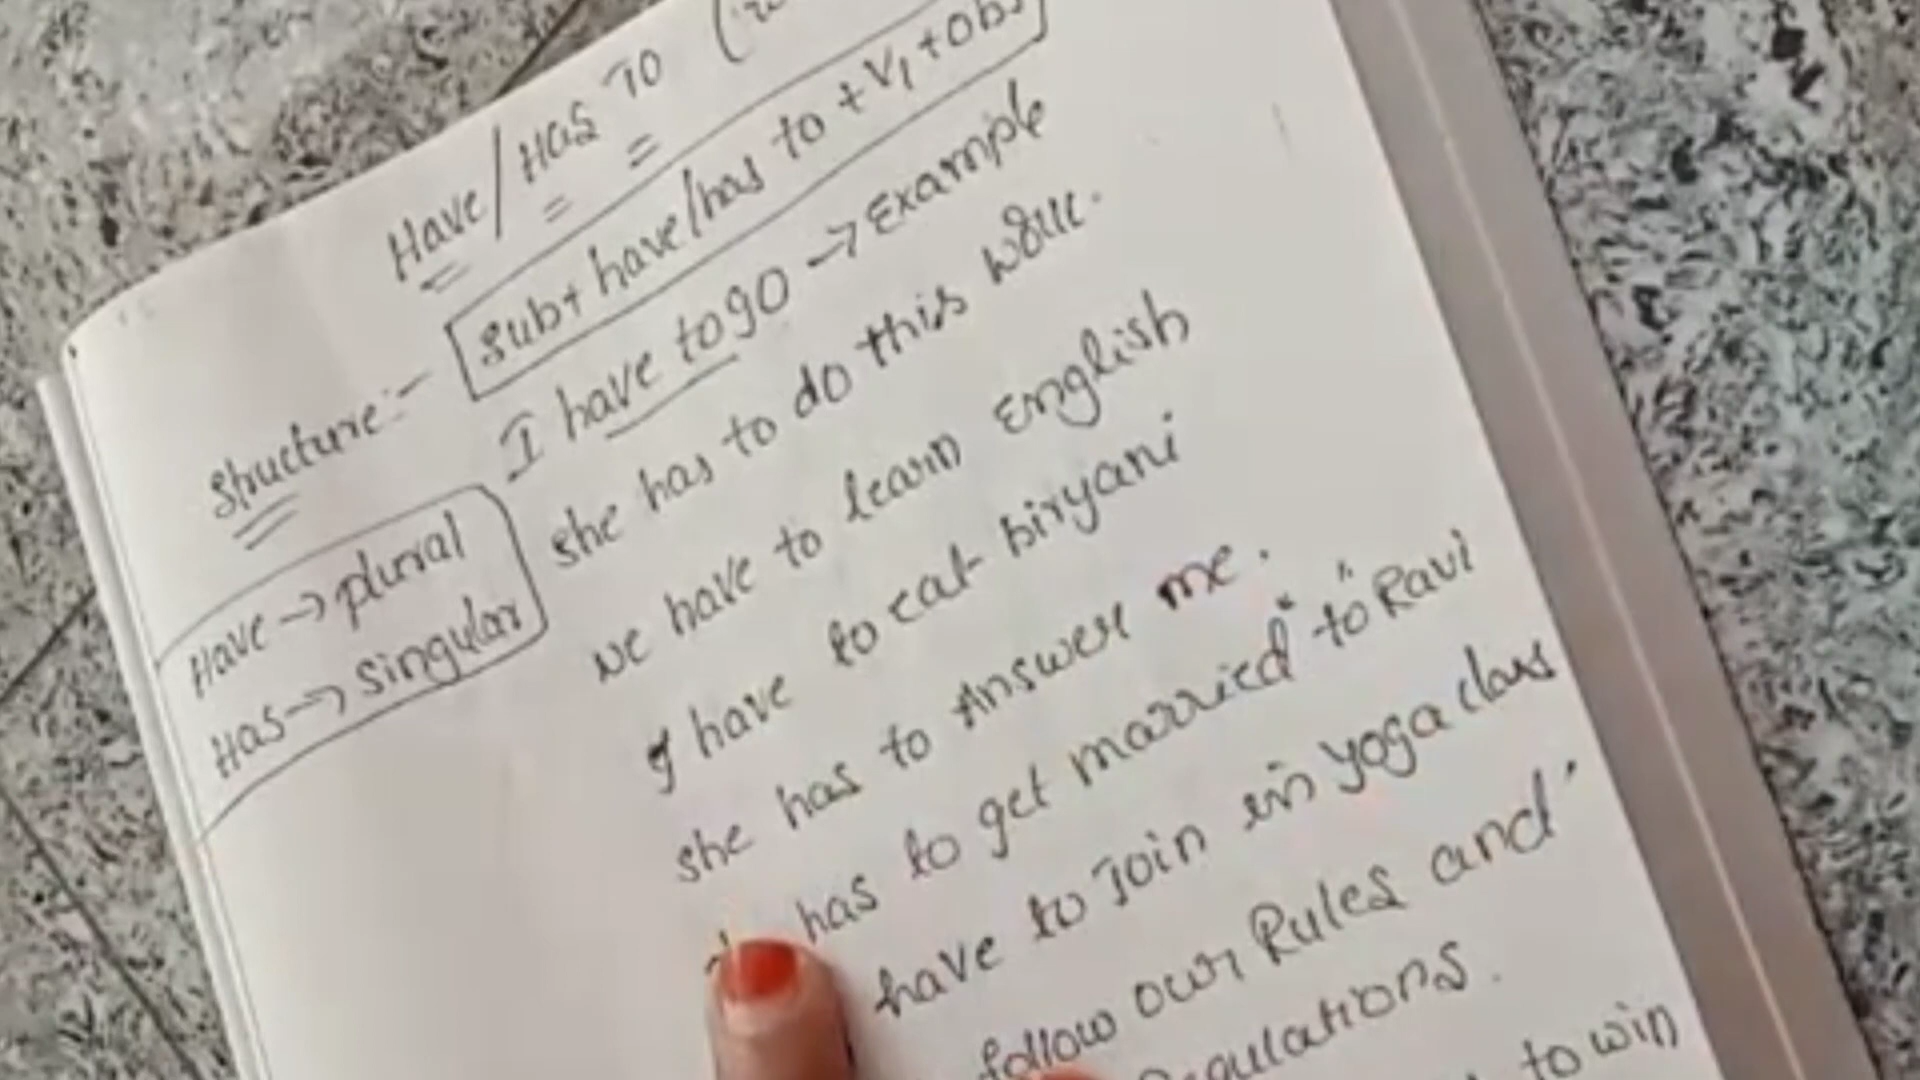 Have/Has To (
Structure:- Sub+ have/has to + V1 + obj
I have to go → Example
she has to do this work.
Have → plural
Has → singular
we have to learn English
I have to eat biryani
she has to Answer me.
has to get married "to" Ravi
have to Join in yoga class
follow our Rules and
Regulations.
to win